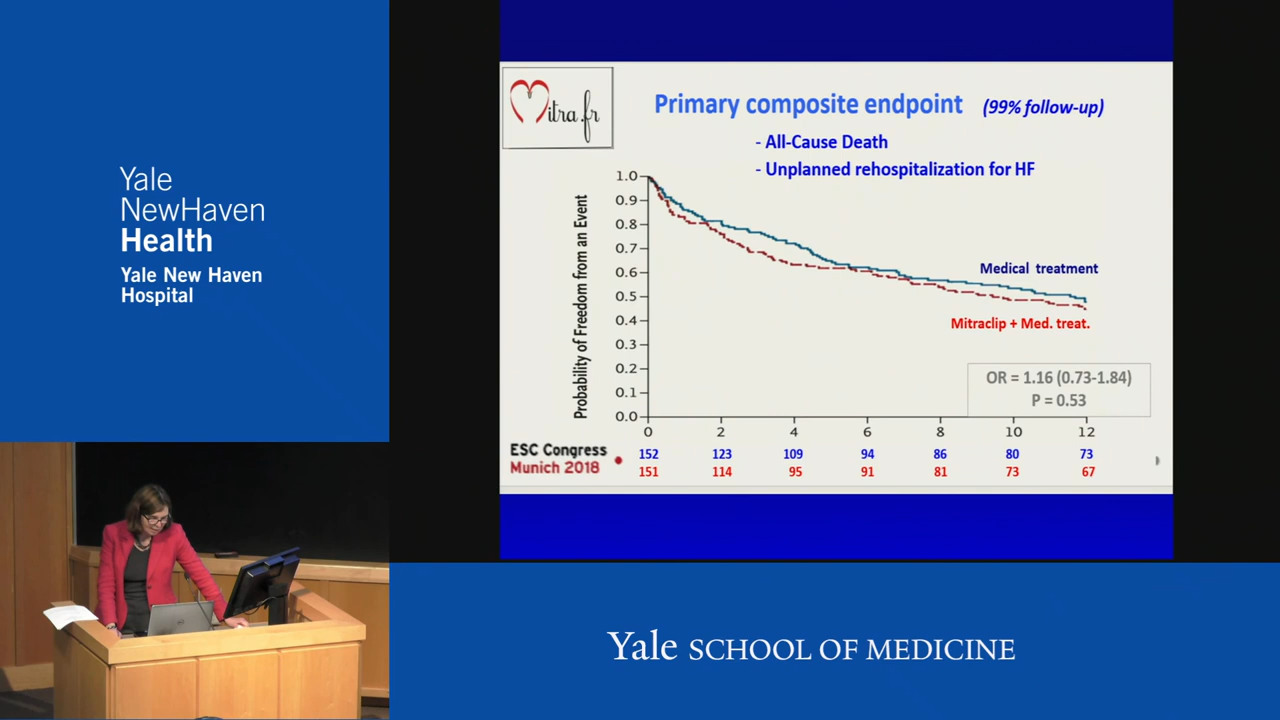 Yale
NewHaven
Health
Yale New Haven
Hospital
Mitra.fr
Primary composite endpoint (99% follow-up)
- All-Cause Death
- Unplanned rehospitalization for HF
Probability of Freedom from an Event
1.0
0.9
0.8
0.7
0.6
0.5
0.4
0.3
0.2
0.1
0.0
Medical treatment
Mitraclip + Med. treat.
OR = 1.16 (0.73-1.84)
P = 0.53
0 2 4 6 8 10 12
ESC Congress
Munich 2018
152 123 109 94 86 80 73
151 114 95 91 81 73 67
Yale SCHOOL OF MEDICINE